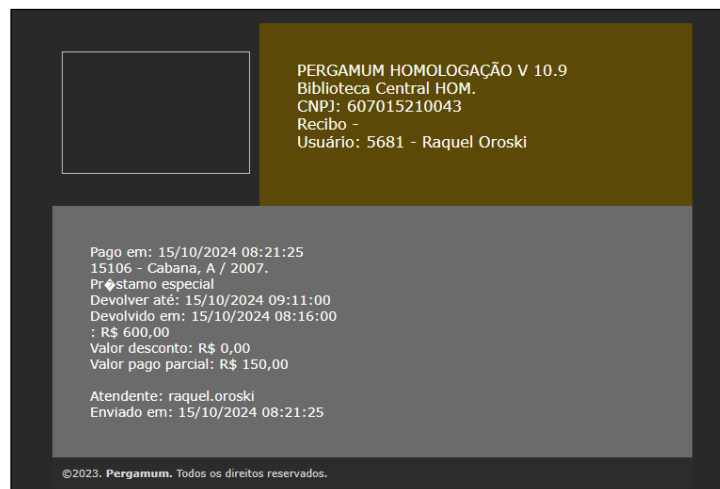 PERGAMUM HOMOLOGAÇÃO V 10.9
Biblioteca Central HOM.
CNPJ: 607015210043
Recibo -
Usuário: 5681 - Raquel Oroski
Pago em: 15/10/2024 08:21:25
15106 - Cabana, A / 2007.
Pr�stamo especial
Devolver até: 15/10/2024 09:11:00
Devolvido em: 15/10/2024 08:16:00
: R$ 600,00
Valor desconto: R$ 0,00
Valor pago parcial: R$ 150,00
Atendente: raquel.oroski
Enviado em: 15/10/2024 08:21:25
©2023. Pergamum. Todos os direitos reservados.